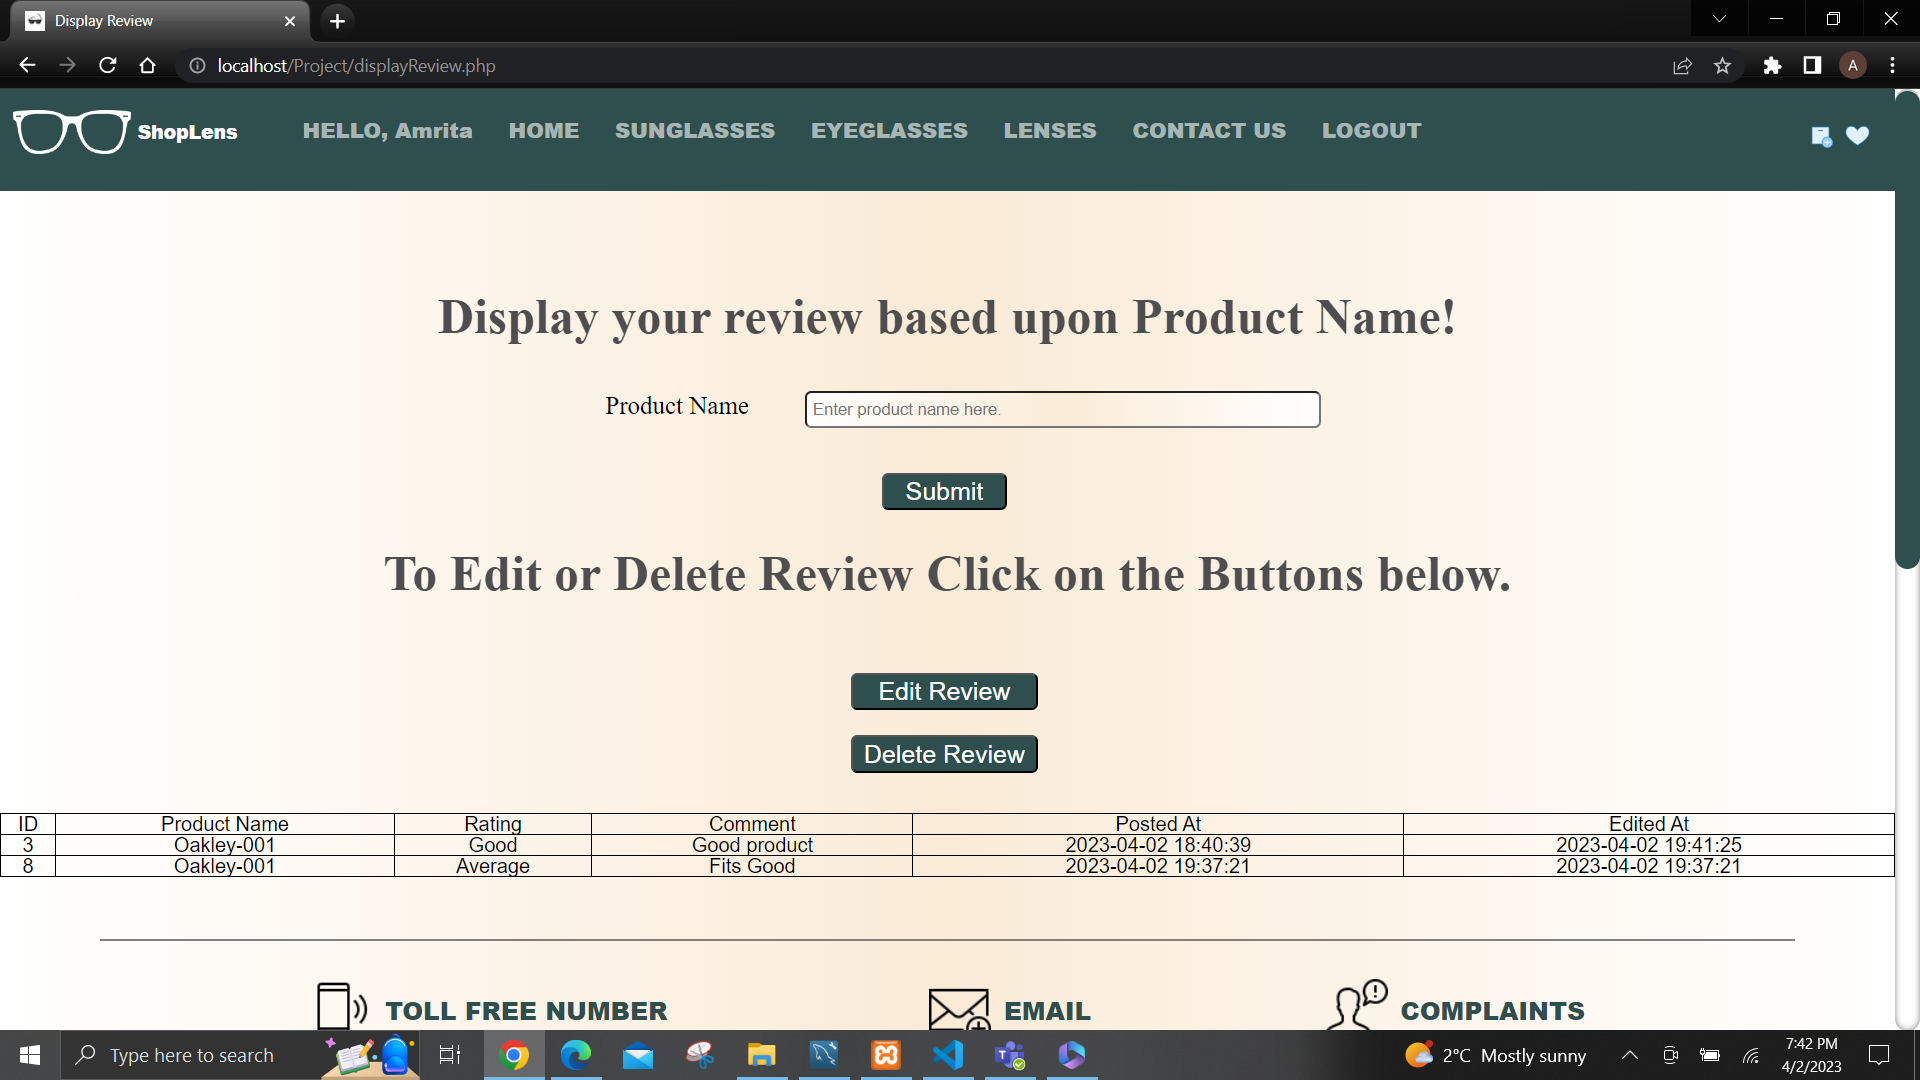 Display Review
localhost/Project/displayReview.php
A
ShopLens
HELLO, Amrita HOME SUNGLASSES EYEGLASSES LENSES CONTACT US LOGOUT
Display your review based upon Product Name!
Product Name
Enter product name here.
Submit
To Edit or Delete Review Click on the Buttons below.
Edit Review
Delete Review
ID Product Name Rating Comment Posted At Edited At
3 Oakley-001 Good Good product 2023-04-02 18:40:39 2023-04-02 19:41:25
8 Oakley-001 Average Fits Good 2023-04-02 19:37:21 2023-04-02 19:37:21
TOLL FREE NUMBER EMAIL COMPLAINTS
Type here to search
2°C Mostly sunny
7:42 PM
4/2/2023